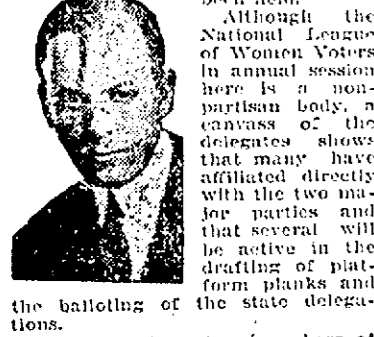 Although the
National League
of Women Voters
in annual session
here is a non-
partisan body, a
canvass of the
delegates shows
that many have
affiliated directly
with the two ma-
jor parties and
that several will
be active in the
drafting of plat-
form planks and
the balloting of the state delega-
tions.